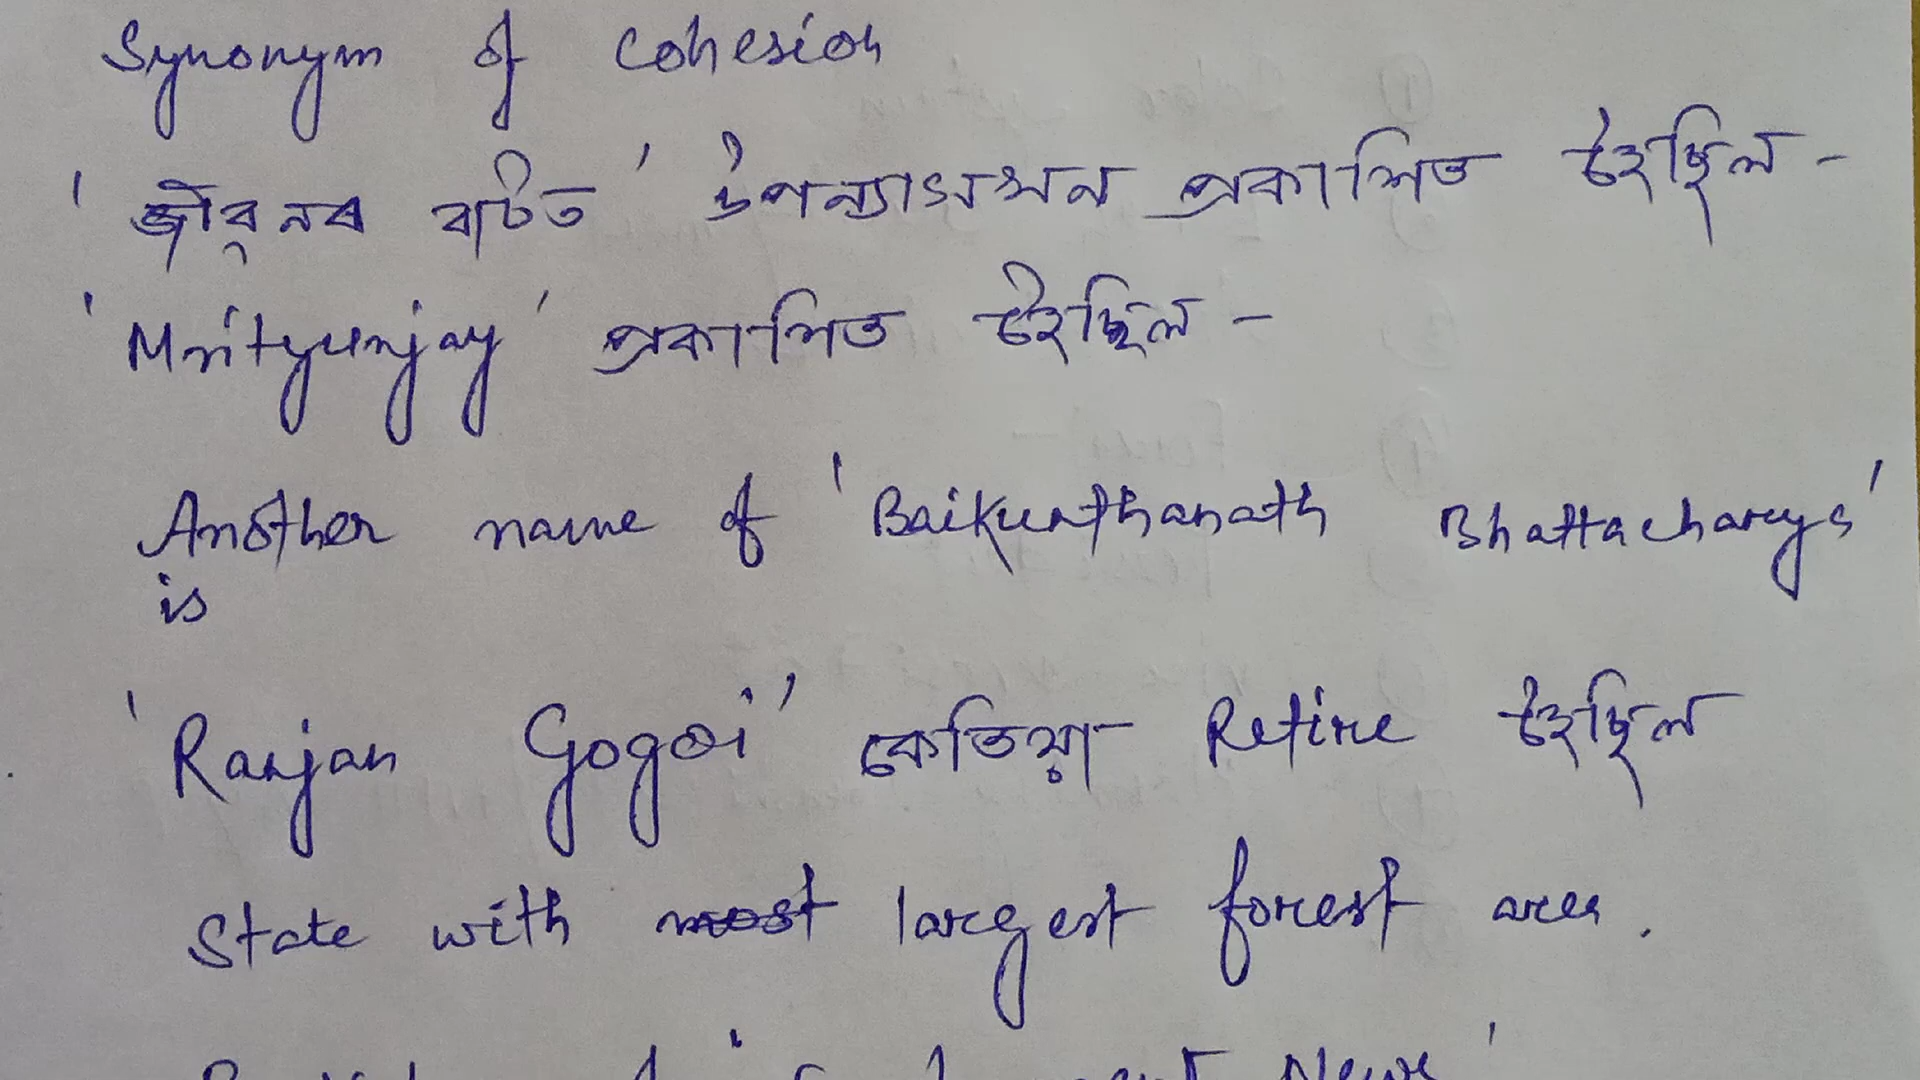 Synonym of Cohesion
'জীৱনৰ বাটত' উপন্যাসখন প্ৰকাশিত হৈছিল -
'Mrityunjay' প্ৰকাশিত হৈছিল -
Another name of 'Baikunthanath Bhattacharya'
is
'Ranjan Gogoi' কেতিয়া Retire হৈছিল
State with most largest forest area.
News'